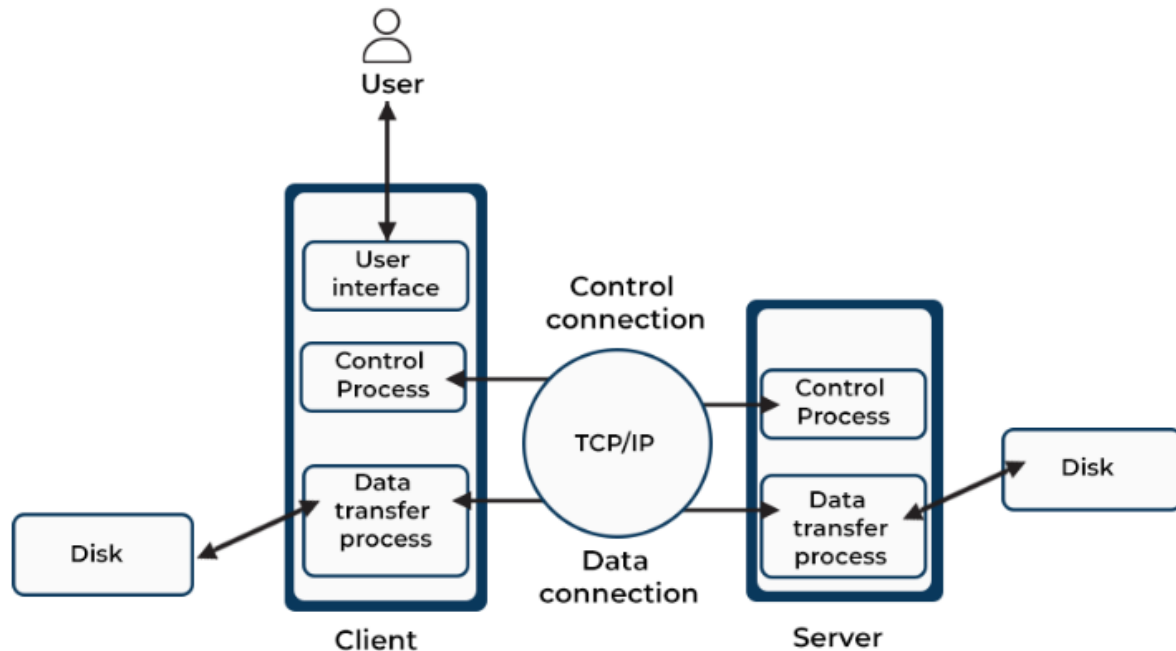 User
User
interface
Control
connection
Control
Process
Control
Process
TCP/IP
Disk
Data
transfer
process
Data
transfer
process
Disk
Data
connection
Client
Server